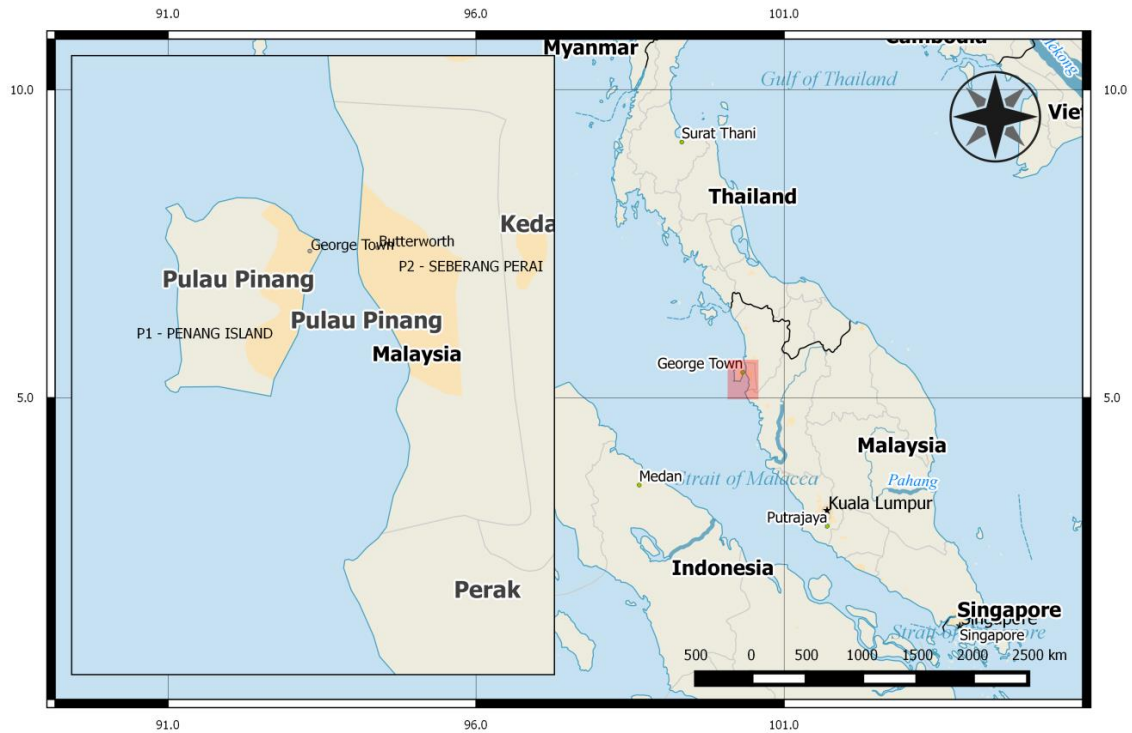 91.0 96.0 101.0
Myanmar
Gulf of Thailand
Mekong
10.0 10.0
Surat Thani
Thailand
Keda
George Town
Butterworth
P2 - SEBERANG PERAI
Pulau Pinang
Pulau Pinang
P1 - PENANG ISLAND
Malaysia
George Town
5.0 5.0
Malaysia
Medan
Strait of Malacca
Pahang
Kuala Lumpur
Putrajaya
Indonesia
Perak
Singapore
Singapore
Singapore
500 0 500 1000 1500 2000 2500 km
91.0 96.0 101.0